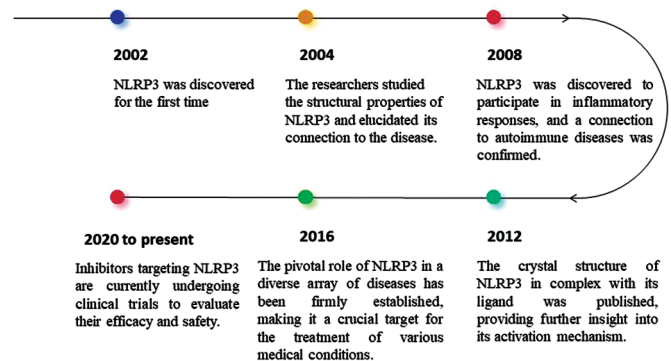 2002
NLRP3 was discovered
for the first time
2004
The researchers studied
the structural properties of
NLRP3 and elucidated its
connection to the disease.
2008
NLRP3 was discovered to
participate in inflammatory
responses, and a connection
to autoimmune diseases was
confirmed.
2012
The crystal structure of
NLRP3 in complex with its
ligand was published,
providing further insight into
its activation mechanism.
2016
The pivotal role of NLRP3 in a
diverse array of diseases has
been firmly established,
making it a crucial target for
the treatment of various
medical conditions.
2020 to present
Inhibitors targeting NLRP3
are currently undergoing
clinical trials to evaluate
their efficacy and safety.